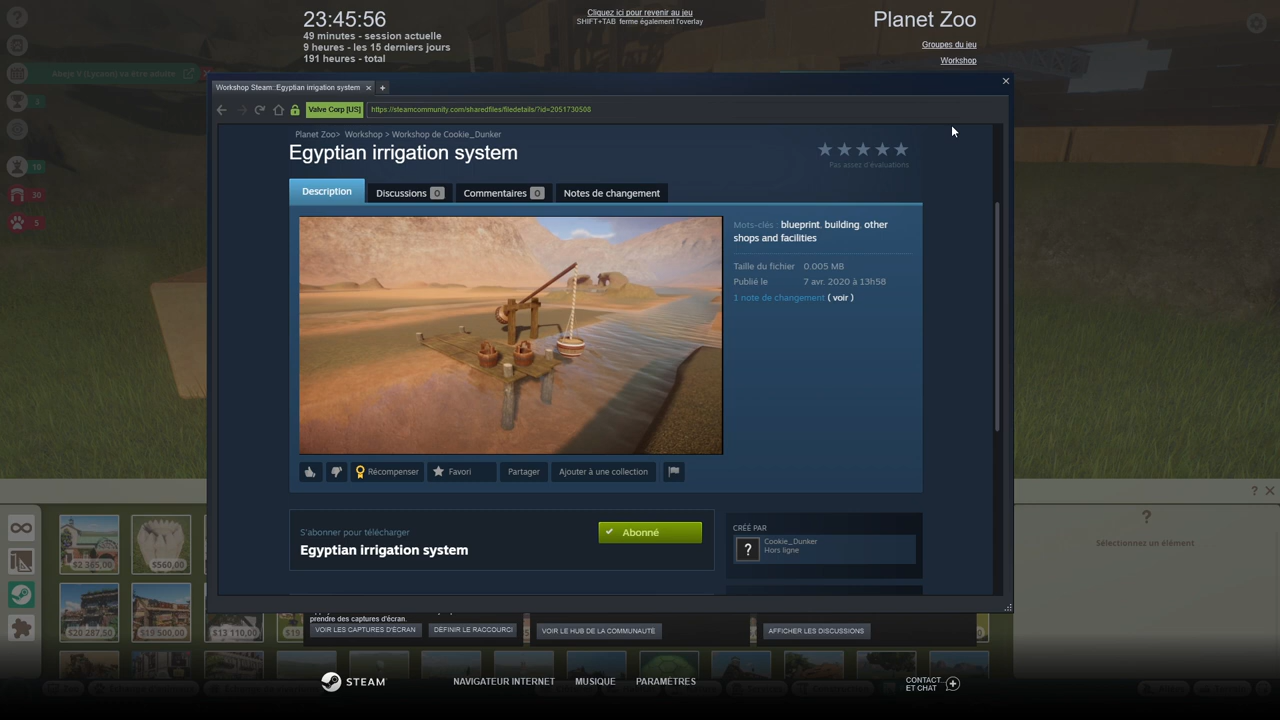 23:45:56
49 minutes - session actuelle
9 heures - les 15 derniers jours
191 heures - total
Cliquez ici pour revenir au jeu
SHIFT+TAB ferme également l'overlay
Planet Zoo
Groupes du jeu
Workshop
Workshop Steam::Egyptian irrigation system
Valve Corp [US]
https://steamcommunity.com/sharedfiles/filedetails/?id=2051730508
Planet Zoo> Workshop > Workshop de Cookie_Dunker
Egyptian irrigation system
Pas assez d'évaluations
Description
Discussions 0
Commentaires 0
Notes de changement
Mots-clés : blueprint, building, other
shops and facilities
Taille du fichier 0.005 MB
Publié le 7 avr. 2020 à 13h58
1 note de changement ( voir )
1
10
30
5
Récompenser
Favori
Partager
Ajouter à une collection
S'abonner pour télécharger
Egyptian irrigation system
Abonné
CRÉÉ PAR
Cookie_Dunker
Hors ligne
Sélectionnez un élément
$2 365,00
$560,00
$20 287,50
$19 500,00
$13 110,00
$19
prendre des captures d'écran.
VOIR LES CAPTURES D'ÉCRAN
DÉFINIR LE RACCOURCI
VOIR LE HUB DE LA COMMUNAUTÉ
AFFICHER LES DISCUSSIONS
STEAM
NAVIGATEUR INTERNET
MUSIQUE
PARAMÈTRES
CONTACT
ET CHAT